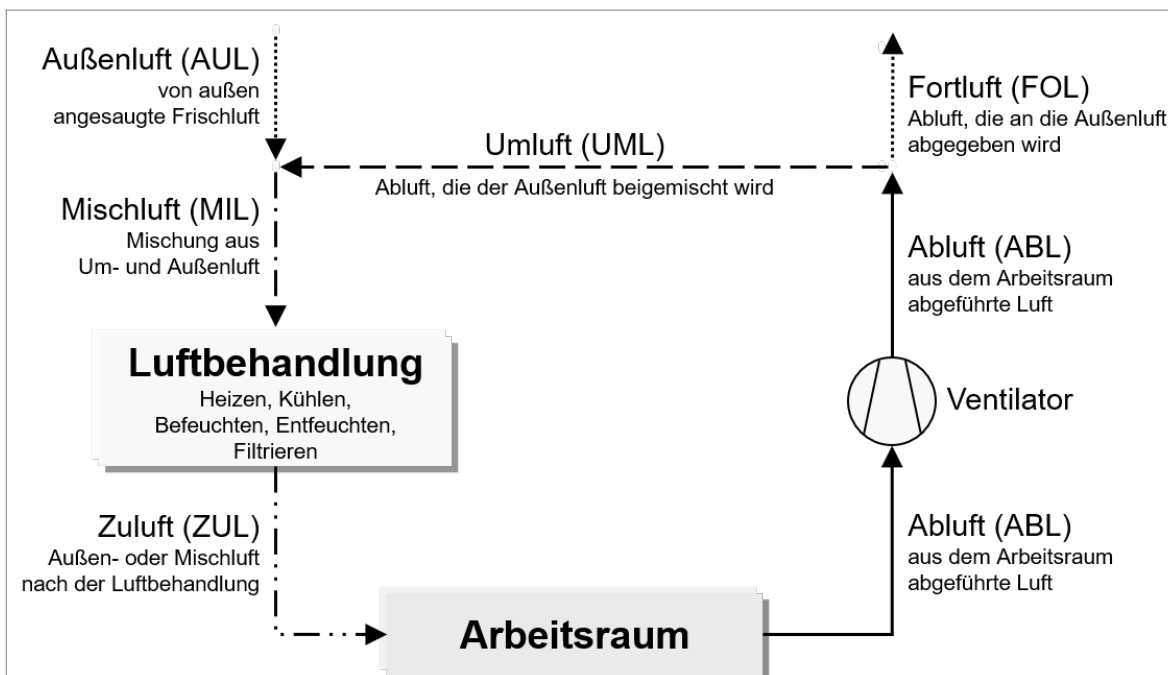 Außenluft (AUL)
von außen
angesaugte Frischluft
Fortluft (FOL)
Abluft, die an die Außenluft
abgegeben wird
Umluft (UML)
Abluft, die der Außenluft beigemischt wird
Mischluft (MIL)
Mischung aus
Um- und Außenluft
Abluft (ABL)
aus dem Arbeitsraum
abgeführte Luft
Luftbehandlung
Heizen, Kühlen,
Befeuchten, Entfeuchten,
Filtrieren
Ventilator
Zuluft (ZUL)
Außen- oder Mischluft
nach der Luftbehandlung
Abluft (ABL)
aus dem Arbeitsraum
abgeführte Luft
Arbeitsraum